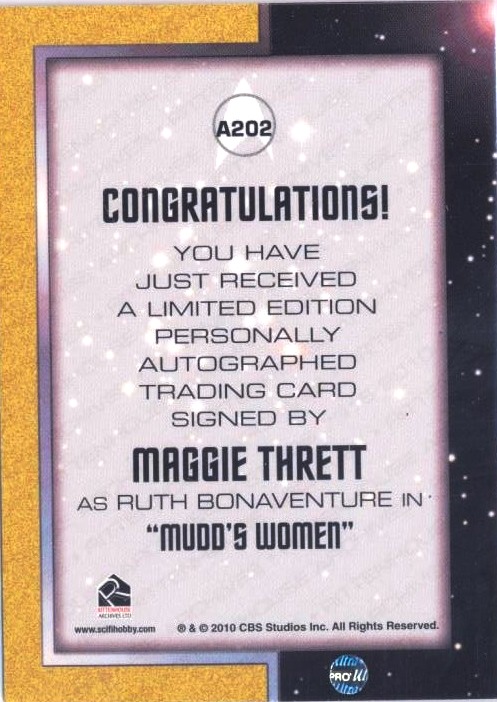 A202
CONGRATULATIONS!
YOU HAVE
JUST RECEIVED
A LIMITED EDITION
PERSONALLY
AUTOGRAPHED
TRADING CARD
SIGNED BY
MAGGIE THRETT
AS RUTH BONAVENTURE IN
“MUDD'S WOMEN”
RITTENHOUSE
ARCHIVES LTD
www.scifihobby.com ® & © 2010 CBS Studios Inc. All Rights Reserved.